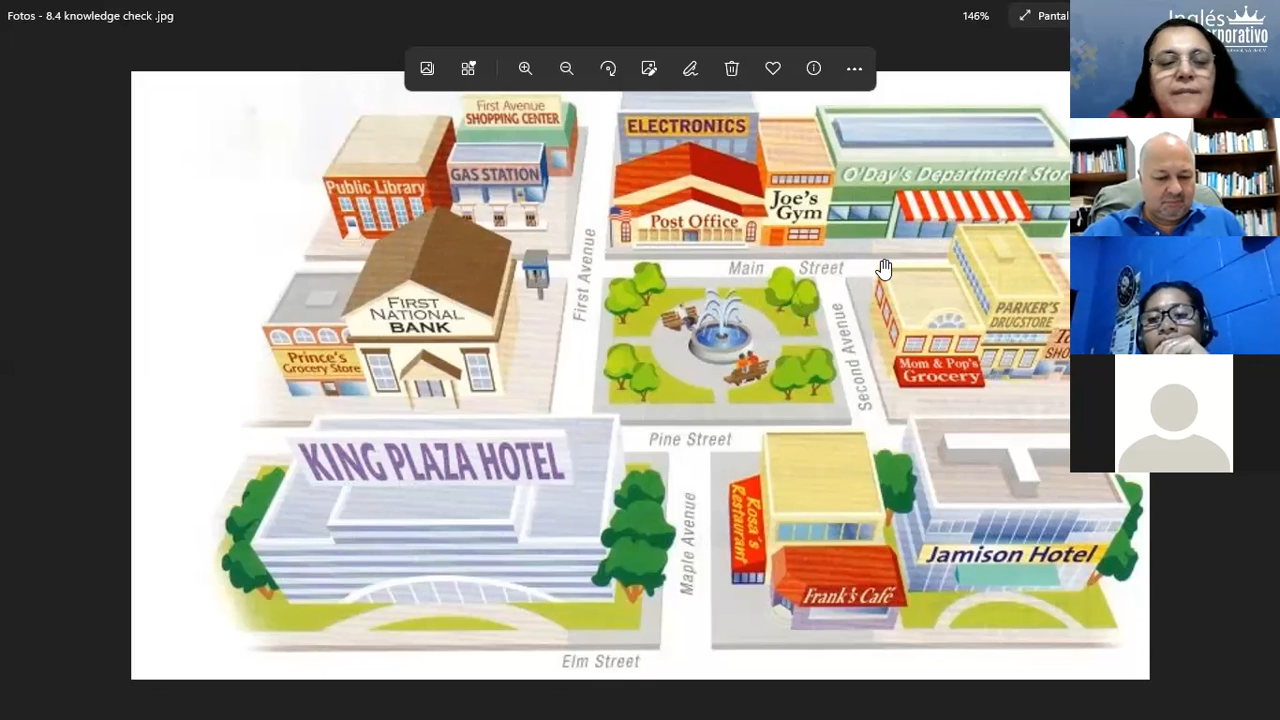 Fotos - 8.4 knowledge check .jpg
146%
Inglés
First Avenue
SHOPPING CENTER
ELECTRONICS
GAS STATION
Public Library
O'Day's Department
Joe's
Gym
Post Office
Main Street
First Avenue
FIRST
NATIONAL
BANK
Second Avenue
PARKER'S
DRUGSTORE
Prince's
Grocery Store
Mom & Pop's
Grocery
Pine Street
KING PLAZA HOTEL
Rosa's
Restaurant
Maple Avenue
Jamison Hotel
Frank's Café
Elm Street